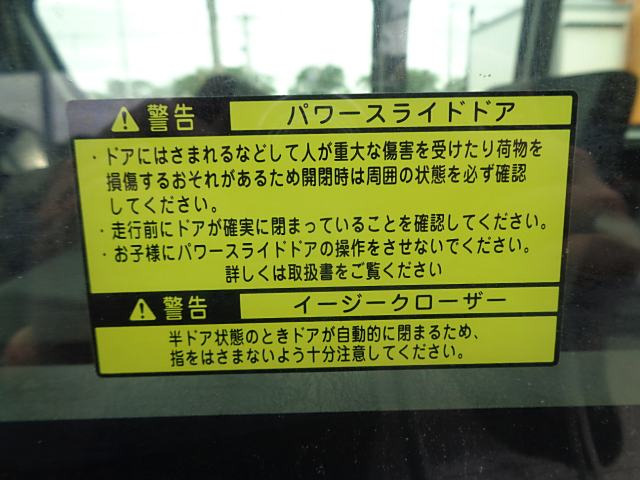 警告 パワースライドドア
・ドアにはさまれるなどして人が重大な傷害を受けたり荷物を
損傷するおそれがあるため開閉時は周囲の状態を必ず確認
してください。
・走行前にドアが確実に閉まっていることを確認してください。
・お子様にパワースライドドアの操作をさせないでください。
詳しくは取扱書をご覧ください
警告 イージークローザー
半ドア状態のときドアが自動的に閉まるため、
指をはさまないよう十分注意してください。